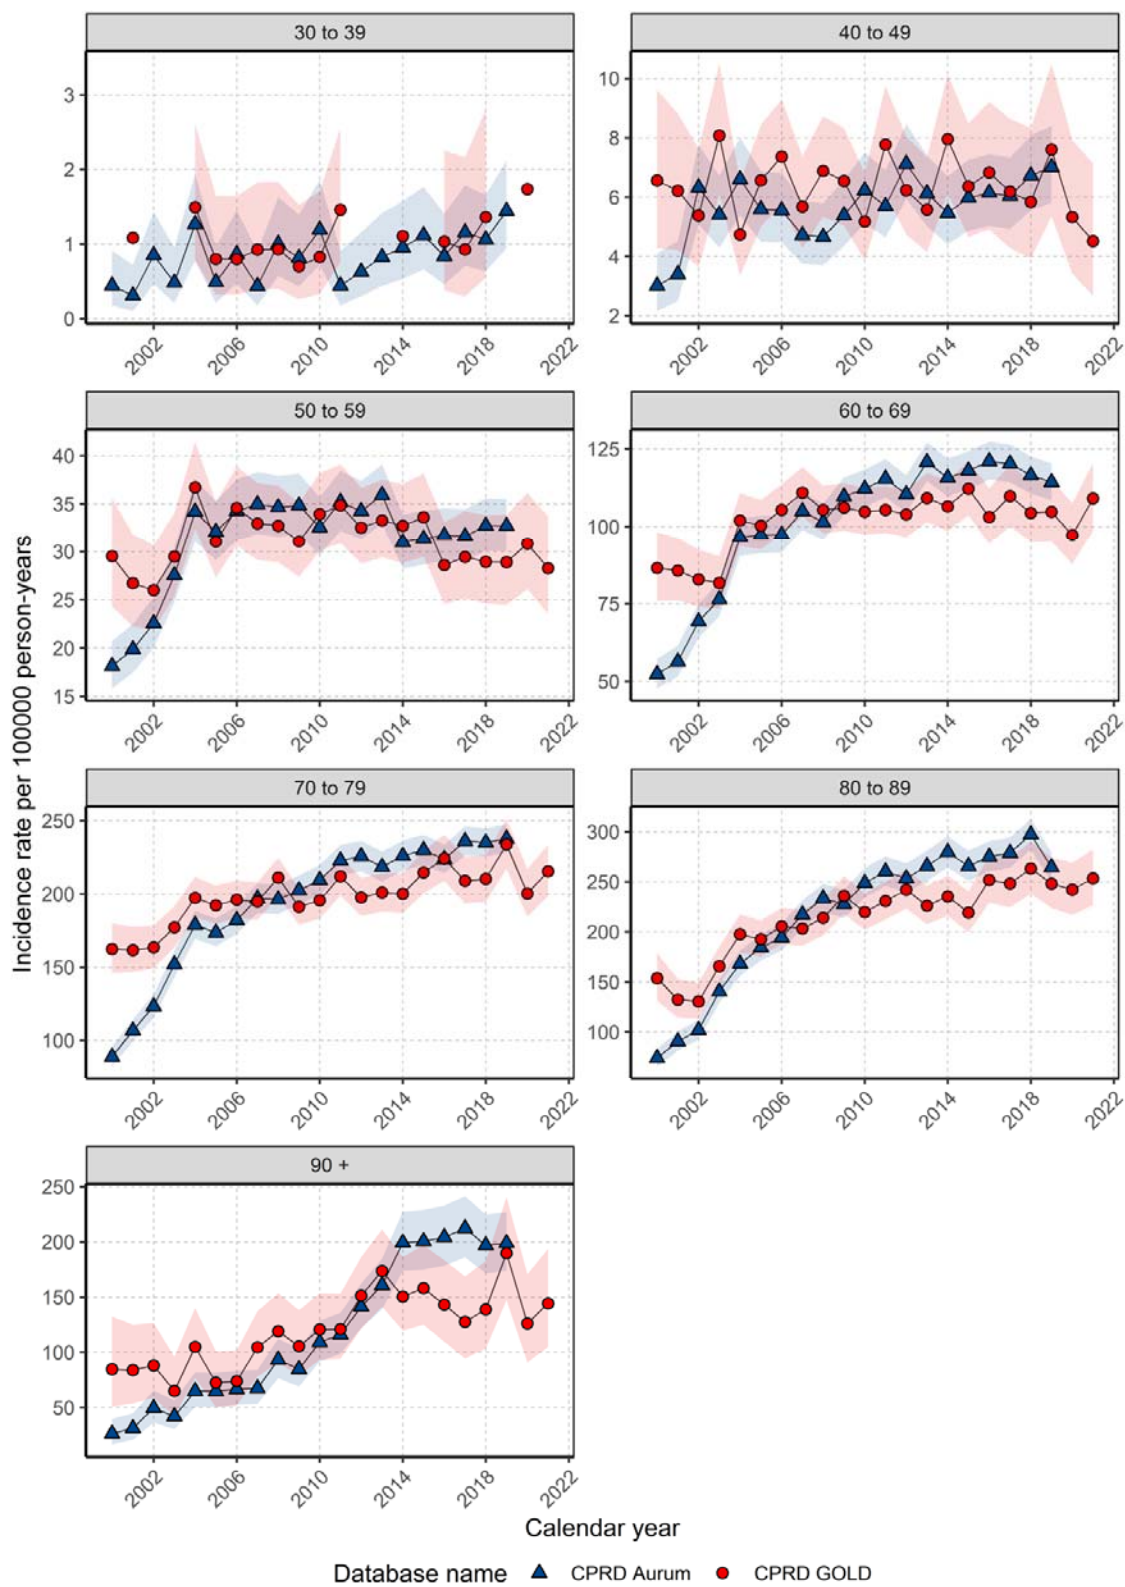 30 to 39
40 to 49
3
2
1
0
10
8
6
4
2
2002 2006 2010 2014 2018 2022
2002 2006 2010 2014 2018 2022
50 to 59
60 to 69
40
35
30
25
20
15
125
100
75
50
2002 2006 2010 2014 2018 2022
2002 2006 2010 2014 2018 2022
Incidence rate per 100000 person-years
70 to 79
80 to 89
250
200
150
100
300
250
200
150
100
2002 2006 2010 2014 2018 2022
2002 2006 2010 2014 2018 2022
90 +
250
200
150
100
50
2002 2006 2010 2014 2018 2022
Calendar year
Database name CPRD Aurum CPRD GOLD